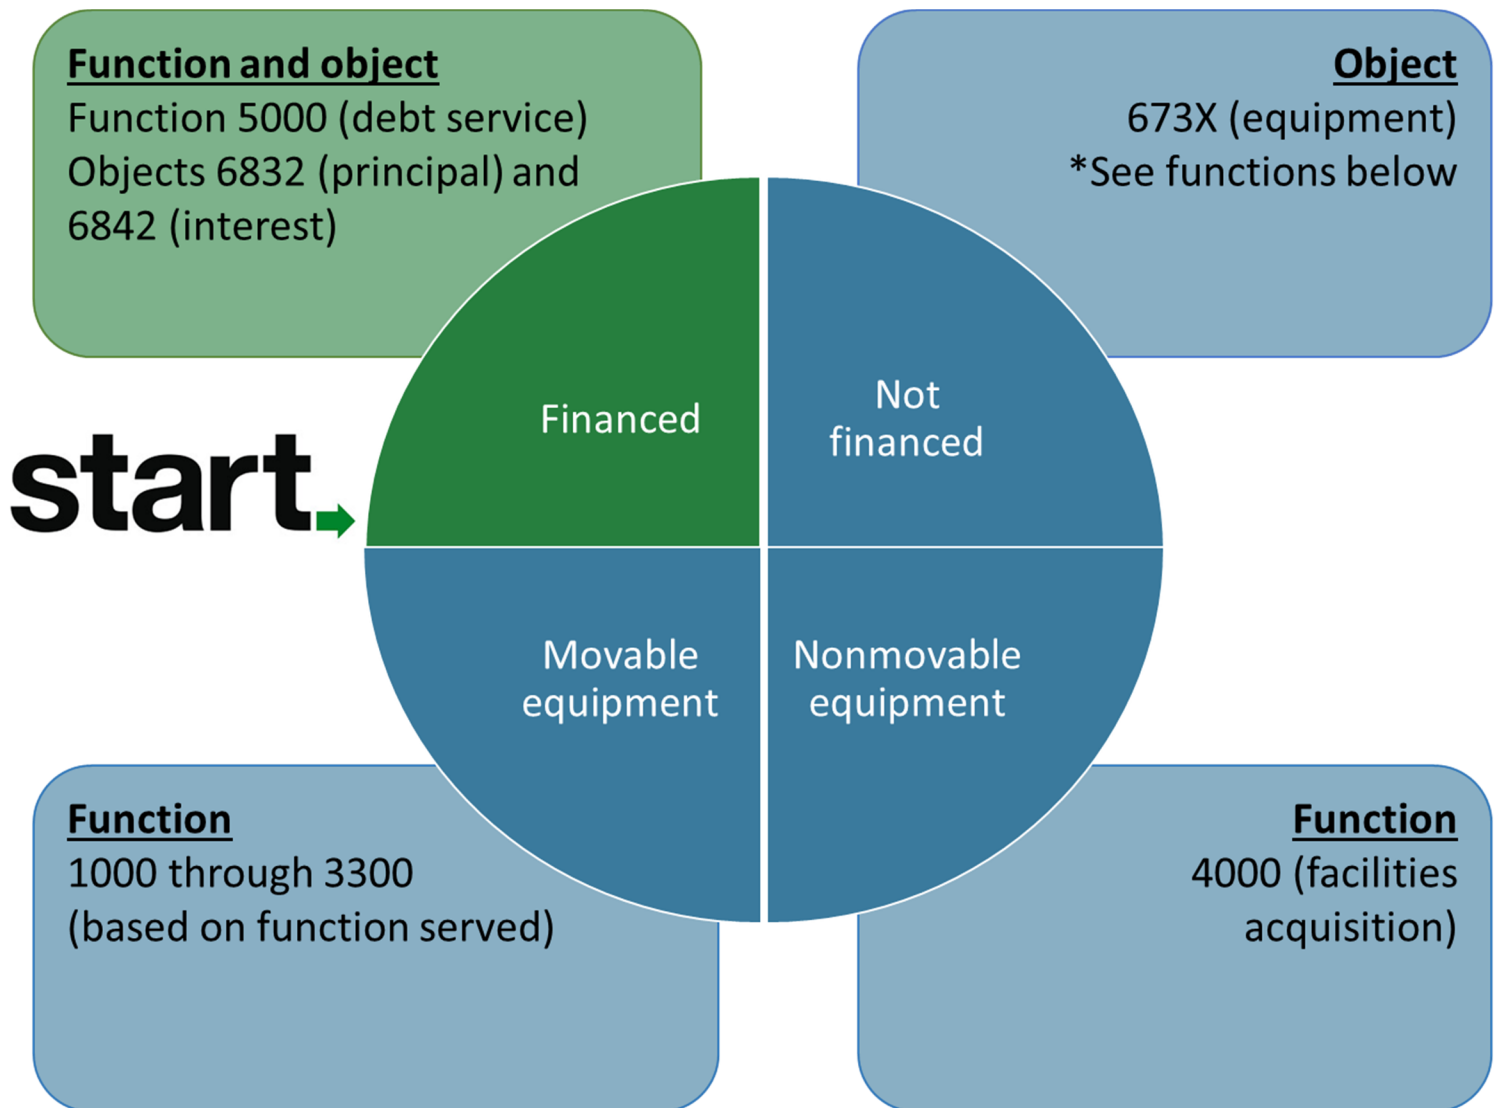 Function and object
Function 5000 (debt service)
Objects 6832 (principal) and
6842 (interest)
Object
673X (equipment)
*See functions below
start.
Financed
Not
financed
Movable
equipment
Nonmovable
equipment
Function
1000 through 3300
(based on function served)
Function
4000 (facilities
acquisition)